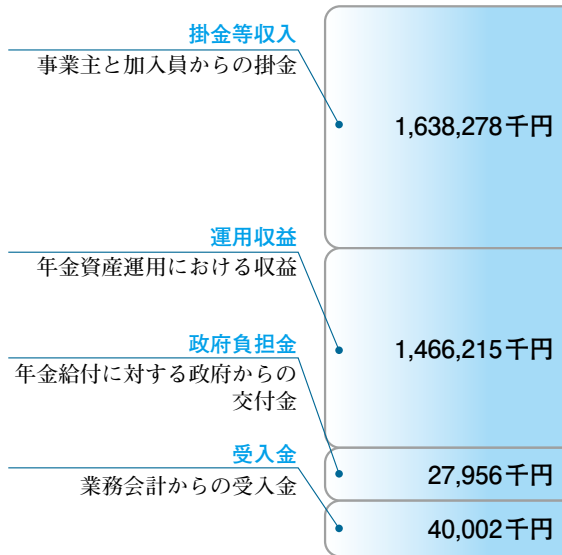 掛金等収入
事業主と加入員からの掛金
1,638,278千円
運用収益
年金資産運用における収益
1,466,215千円
政府負担金
年金給付に対する政府からの
交付金
27,956千円
受入金
業務会計からの受入金
40,002千円